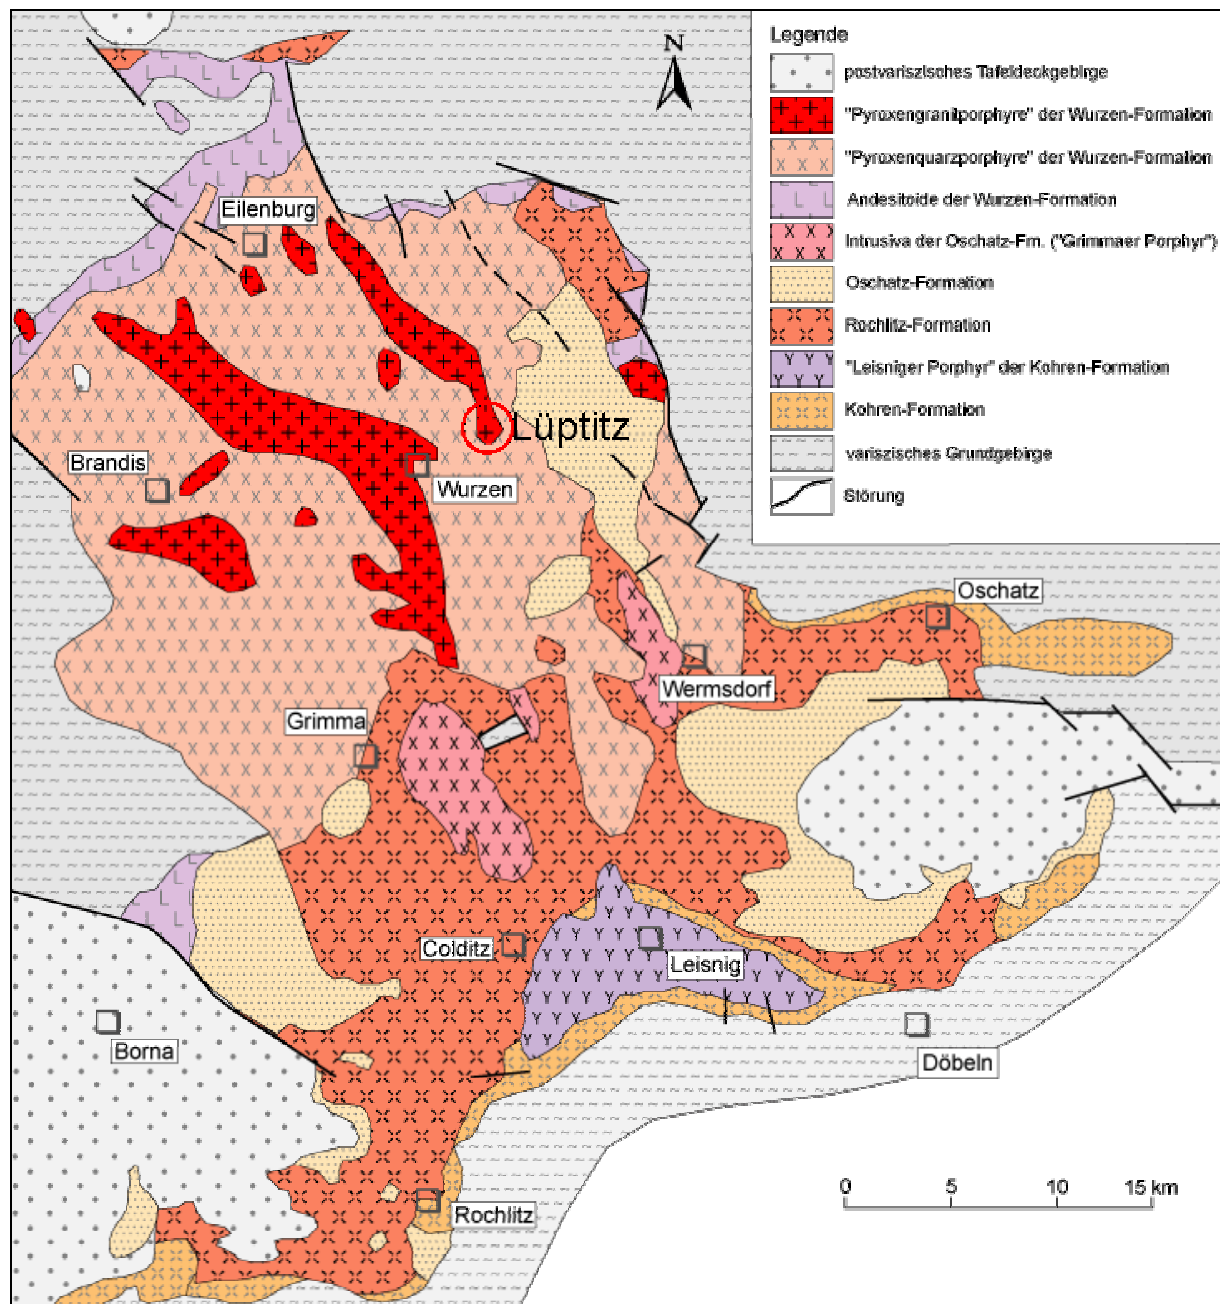 N
Legende
postvariszisches Tafeldeckgebirge
"Pyroxengranitporphyre" der Wurzen-Formation
"Pyroxenquarzporphyre" der Wurzen-Formation
Andesitoide der Wurzen-Formation
Intrusiva der Oschatz-Fm. ("Grimmaer Porphyr")
Oschatz-Formation
Rochlitz-Formation
"Leisniger Porphyr" der Kohren-Formation
Kohren-Formation
variszisches Grundgebirge
Störung
Eilenburg
Lüptitz
Brandis
Wurzen
Oschatz
Wermsdorf
Grimma
Colditz
Leisnig
Borna
Döbeln
Rochlitz
0 5 10 15 km